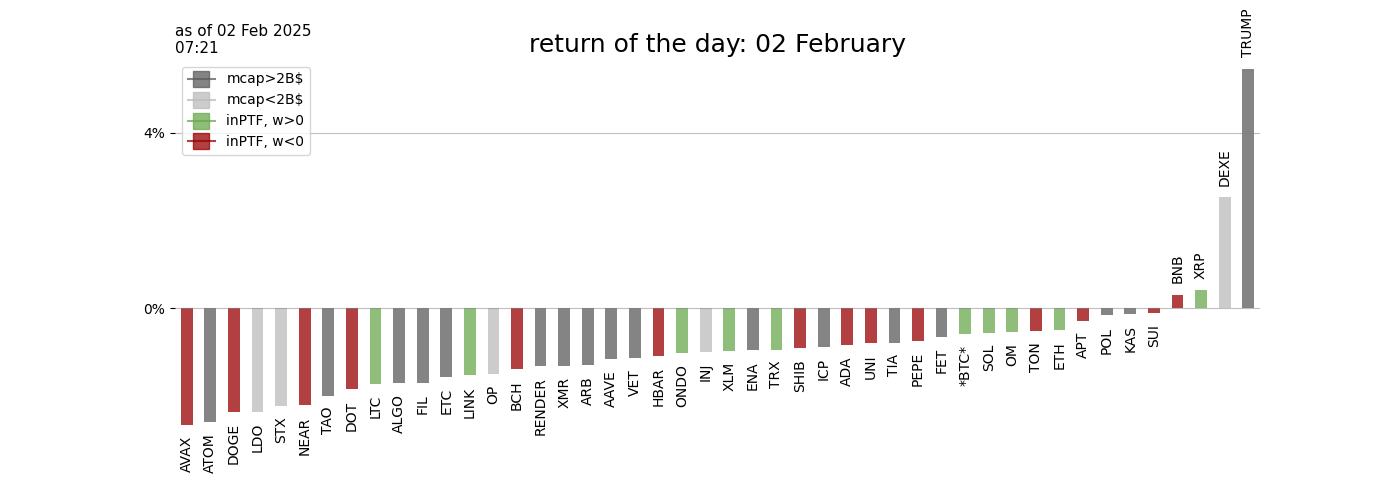 as of 02 Feb 2025
07:21
return of the day: 02 February
mcap>2B$
mcap<2B$
inPTF, w>0
inPTF, w<0
4%
0%
AVAX
ATOM
DOGE
LDO
STX
NEAR
TAO
DOT
LTC
ALGO
FIL
ETC
LINK
OP
BCH
RENDER
XMR
ARB
AAVE
VET
HBAR
ONDO
INJ
XLM
ENA
TRX
SHIB
ICP
ADA
UNI
TIA
PEPE
FET
*BTC*
SOL
OM
TON
ETH
APT
POL
KAS
SUI
BNB
XRP
DEXE
TRUMP